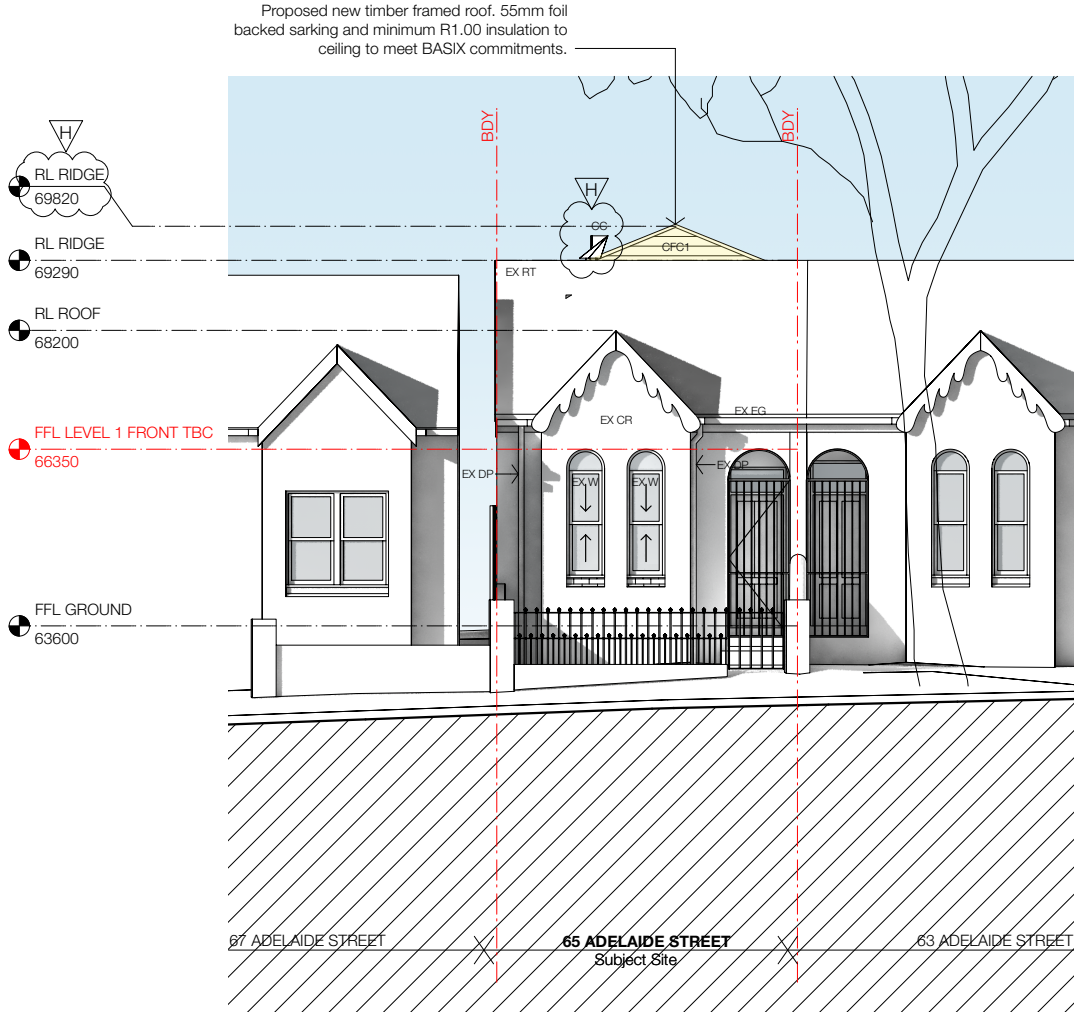 Proposed new timber framed roof. 55mm foil
backed sarking and minimum R1.00 insulation to
ceiling to meet BASIX commitments.
BDY
BDY
H
RL RIDGE
69820
H
CC
CFC1
RL RIDGE
69290
EX RT
RL ROOF
68200
EX CR
EX EG
FFL LEVEL 1 FRONT TBC
66350
EX DP
EX DP
EX W
EX W
FFL GROUND
63600
67 ADELAIDE STREET
65 ADELAIDE STREET
63 ADELAIDE STREET
Subject Site